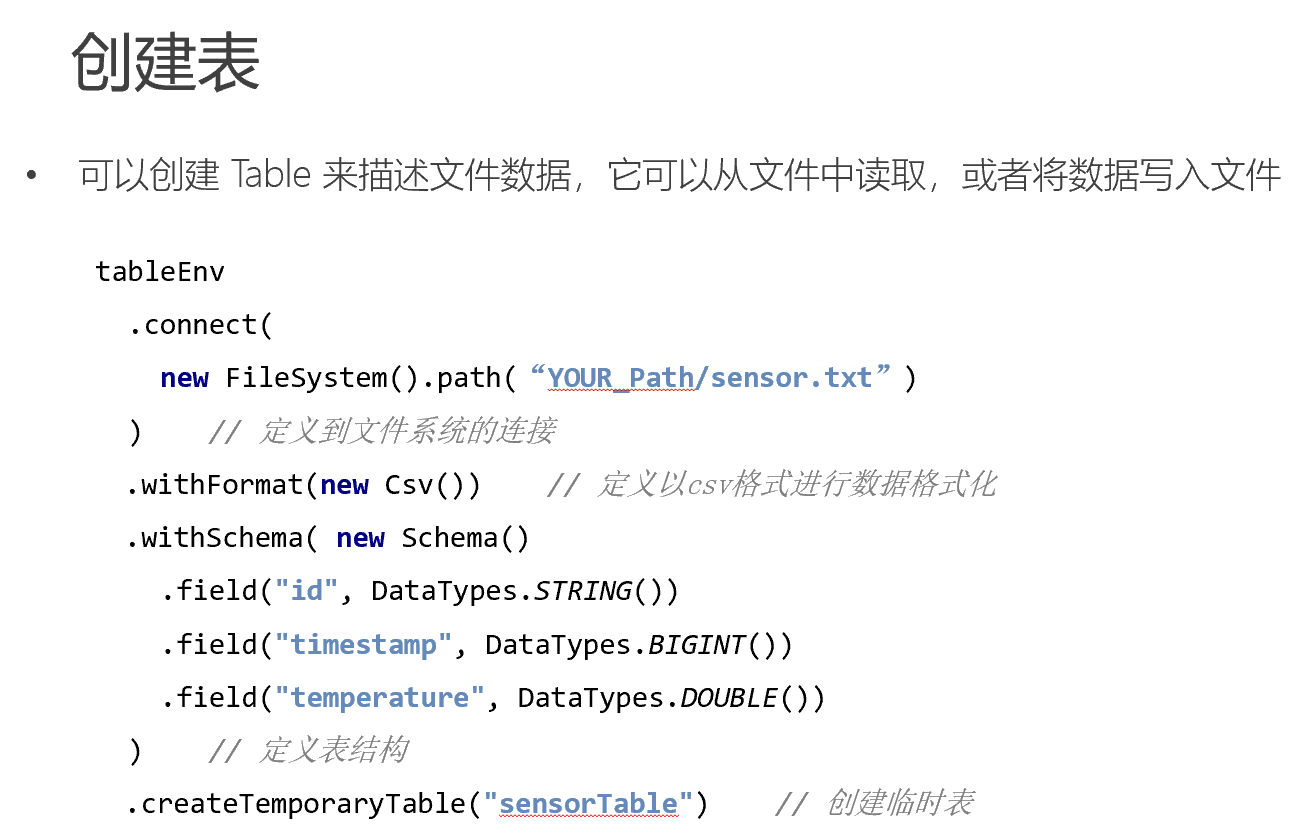 创建表
• 可以创建 Table 来描述文件数据，它可以从文件中读取，或者将数据写入文件
tableEnv
.connect(
new FileSystem().path(“YOUR_Path/sensor.txt”)
) // 定义到文件系统的连接
.withFormat(new Csv()) // 定义以csv格式进行数据格式化
.withSchema( new Schema()
.field("id", DataTypes.STRING())
.field("timestamp", DataTypes.BIGINT())
.field("temperature", DataTypes.DOUBLE())
) // 定义表结构
.createTemporaryTable("sensorTable") // 创建临时表